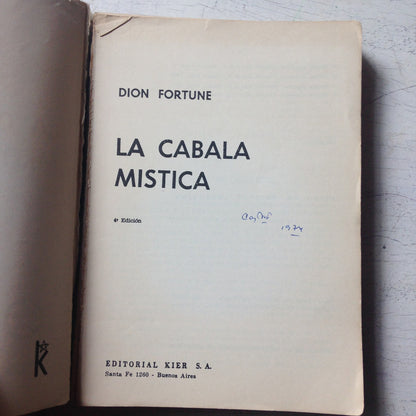 DION FORTUNE
LA CABALA
MISTICA
4ª Edición
1974
EDITORIAL KIER S. A.
Santa Fe 1260 - Buenos Aires
K